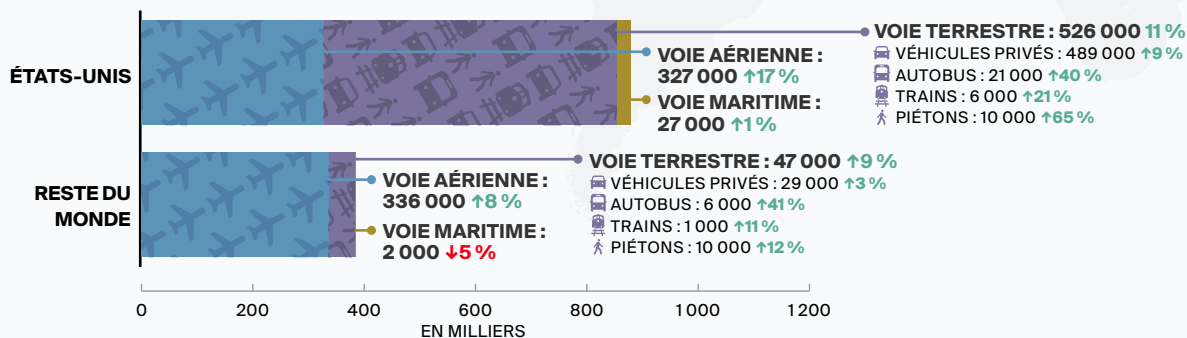 ÉTATS-UNIS
VOIE AÉRIENNE :
327 000 ↑17 %
VOIE MARITIME :
27 000 ↑1 %
VOIE TERRESTRE : 526 000 11 %
VÉHICULES PRIVÉS : 489 000 ↑9 %
AUTOBUS : 21 000 ↑40 %
TRAINS : 6 000 ↑21 %
PIÉTONS : 10 000 ↑65 %
RESTE DU
MONDE
VOIE AÉRIENNE :
336 000 ↑8 %
VOIE MARITIME :
2 000 ↓5 %
VOIE TERRESTRE : 47 000 ↑9 %
VÉHICULES PRIVÉS : 29 000 ↑3 %
AUTOBUS : 6 000 ↑41 %
TRAINS : 1 000 ↑11 %
PIÉTONS : 10 000 ↑12 %
0 200 400 600 800 1000 1200
EN MILLIERS